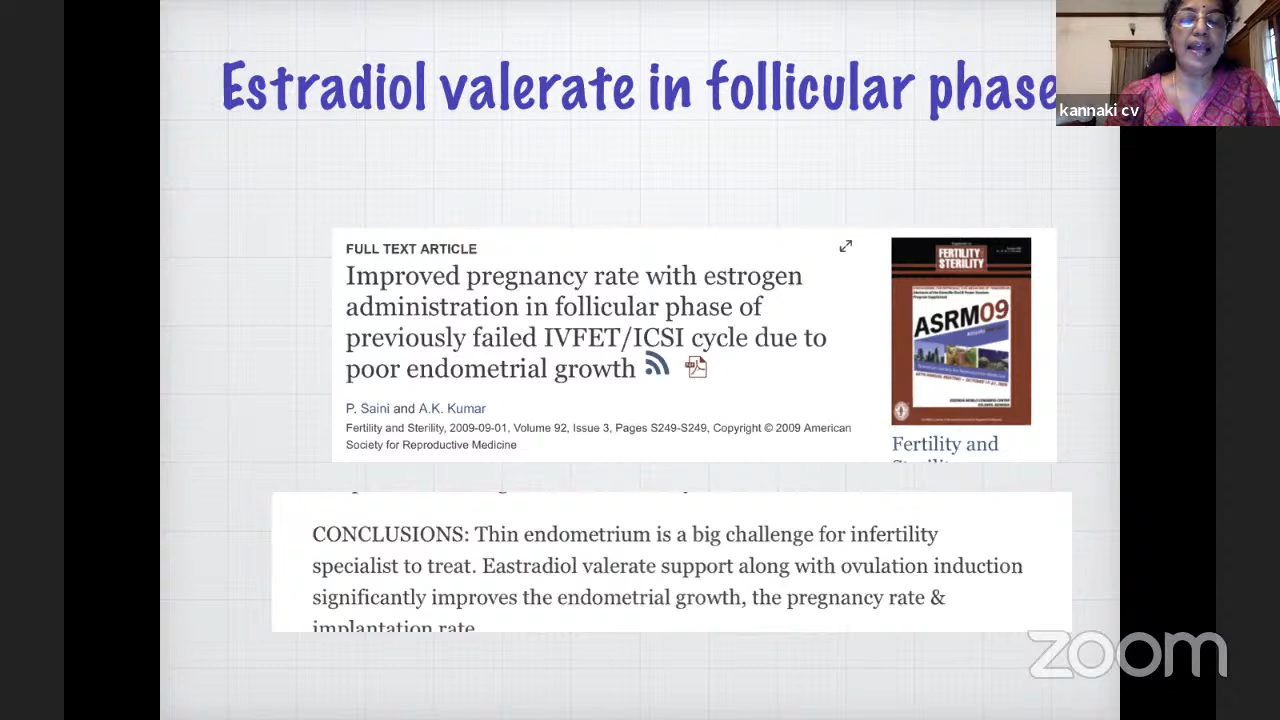 Estradiol valerate in follicular phase
kannaki cv
FULL TEXT ARTICLE
Improved pregnancy rate with estrogen
administration in follicular phase of
previously failed IVFET/ICSI cycle due to
poor endometrial growth
P. Saini and A.K. Kumar
Fertility and Sterility, 2009-09-01, Volume 92, Issue 3, Pages S249-S249, Copyright © 2009 American
Society for Reproductive Medicine
FERTILITY
STERILITY
ASRM09
Fertility and
CONCLUSIONS: Thin endometrium is a big challenge for infertility
specialist to treat. Eastradiol valerate support along with ovulation induction
significantly improves the endometrial growth, the pregnancy rate &
implantation rate
zoom